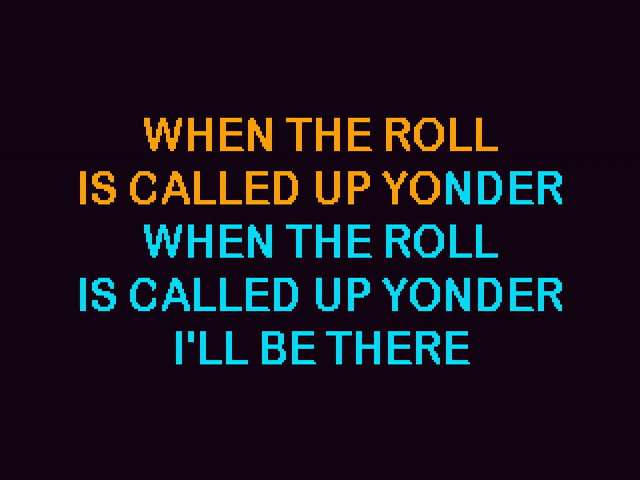 WHEN THE ROLL
IS CALLED UP YONDER
WHEN THE ROLL
IS CALLED UP YONDER
I'LL BE THERE